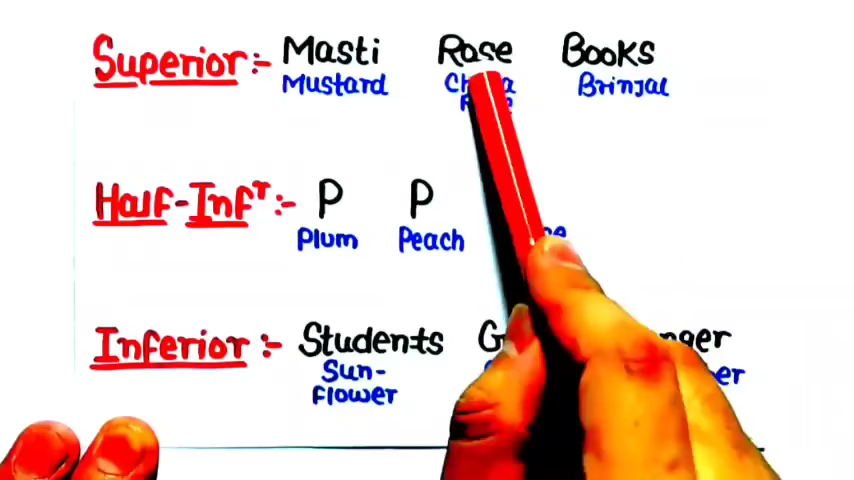 Superior :- Masti Rose Books
Mustard Brinjal
Half-Infr :- P P
Plum Peach
Inferior :- Students
Sun-
flower